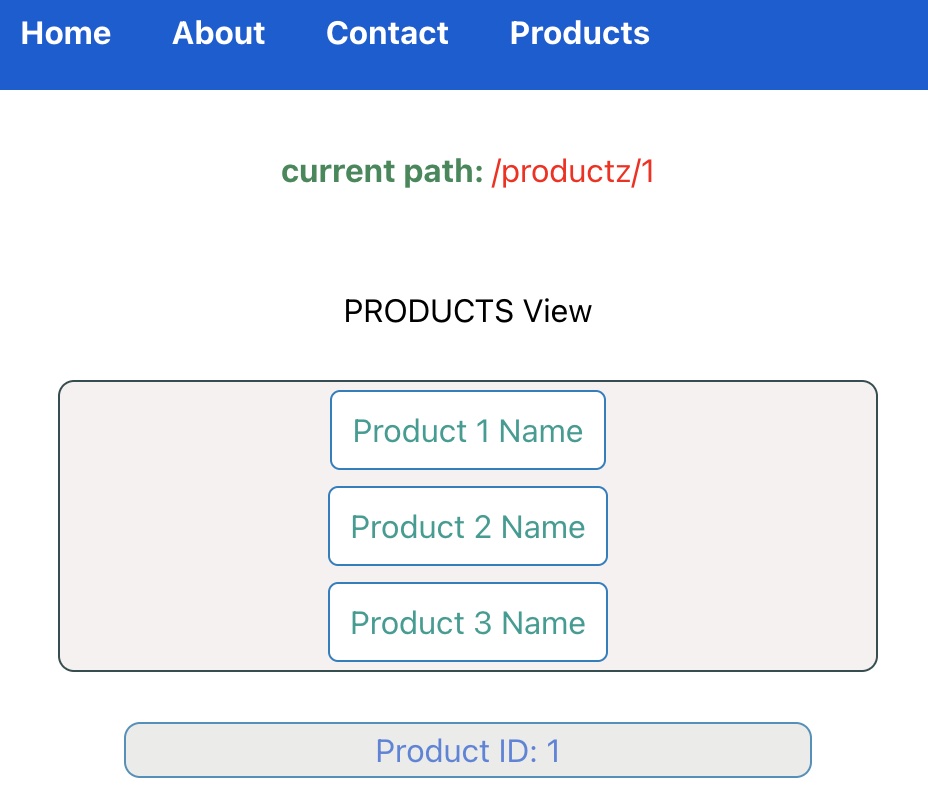 Home About Contact Products
current path: /productz/1
PRODUCTS View
Product 1 Name
Product 2 Name
Product 3 Name
Product ID: 1